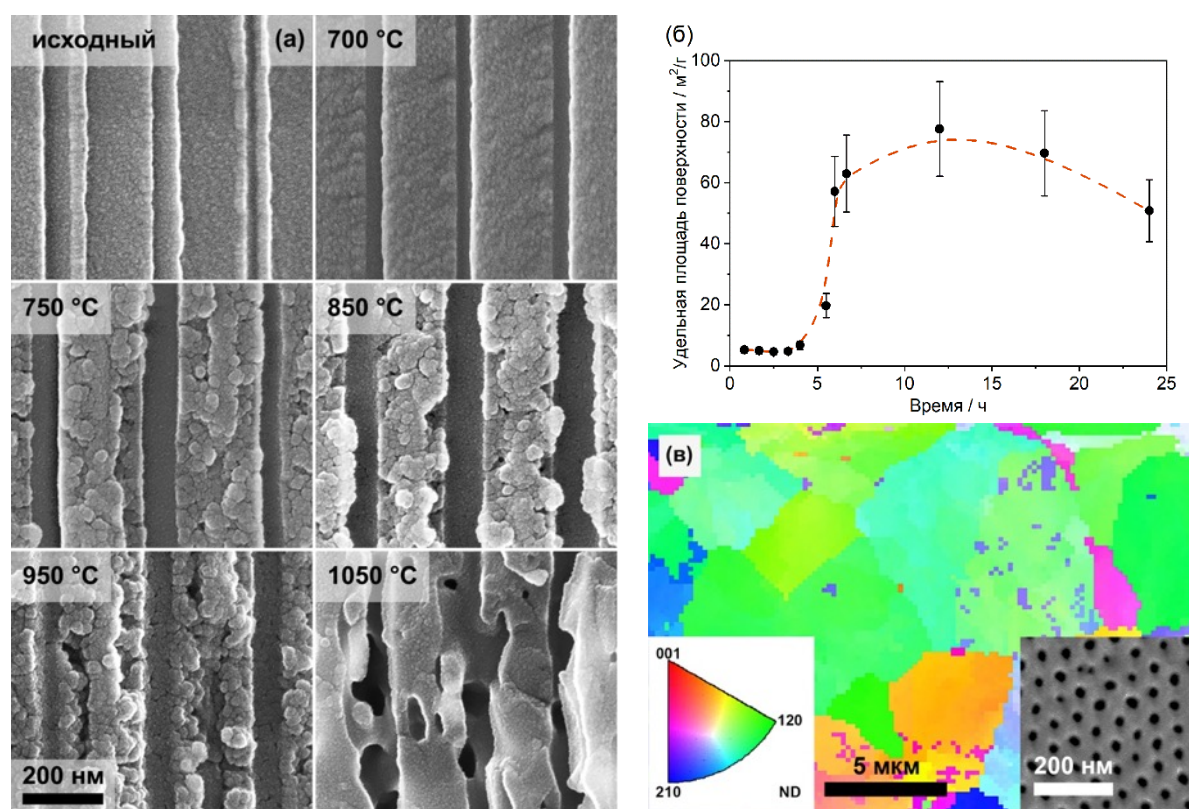 исходный
(а)
700 °C
750 °C
850 °C
950 °C
1050 °C
200 нм
(б)
Удельная площадь поверхности / м²/г
100
80
60
40
20
0
0
5
10
15
20
25
Время / ч
(в)
001
120
210
ND
5 мкм
200 нм